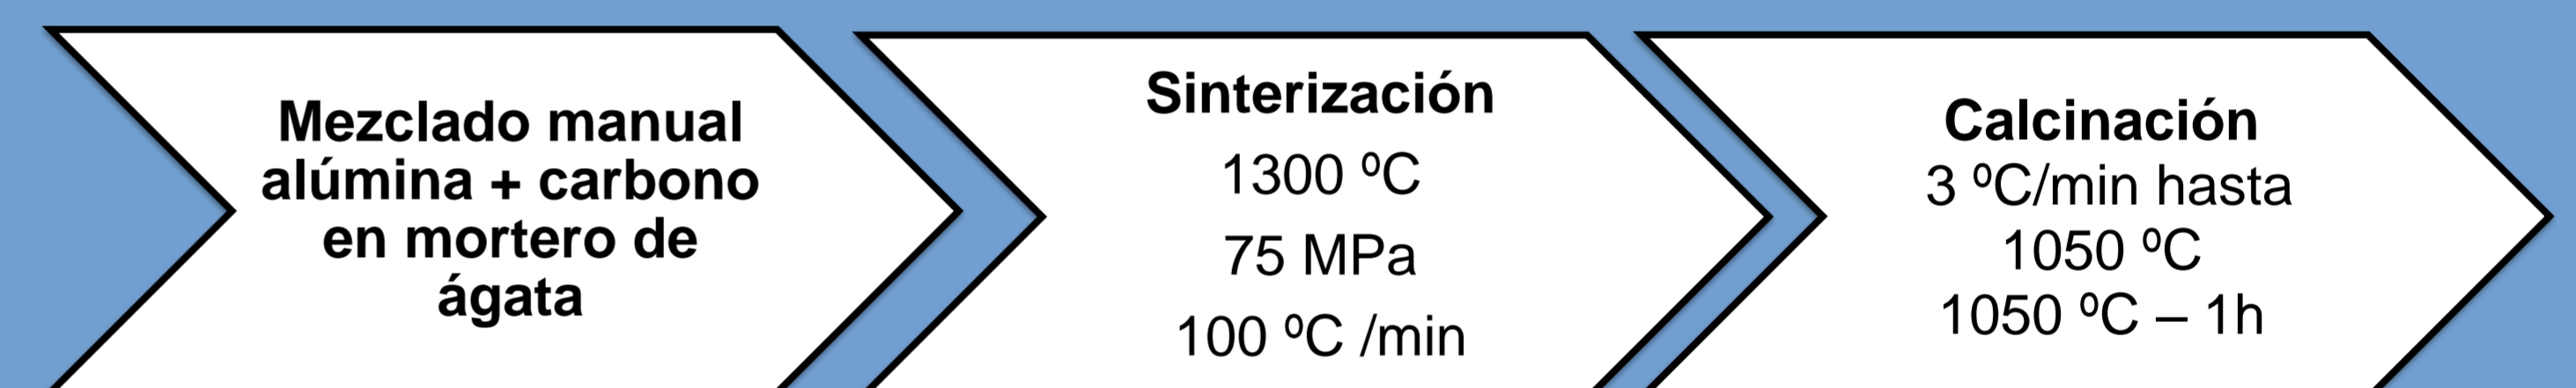 Mezclado manual
alúmina + carbono
en mortero de
ágata
Sinterización
1300 ºC
75 MPa
100 ºC /min
Calcinación
3 ºC/min hasta
1050 ºC
1050 ºC – 1h